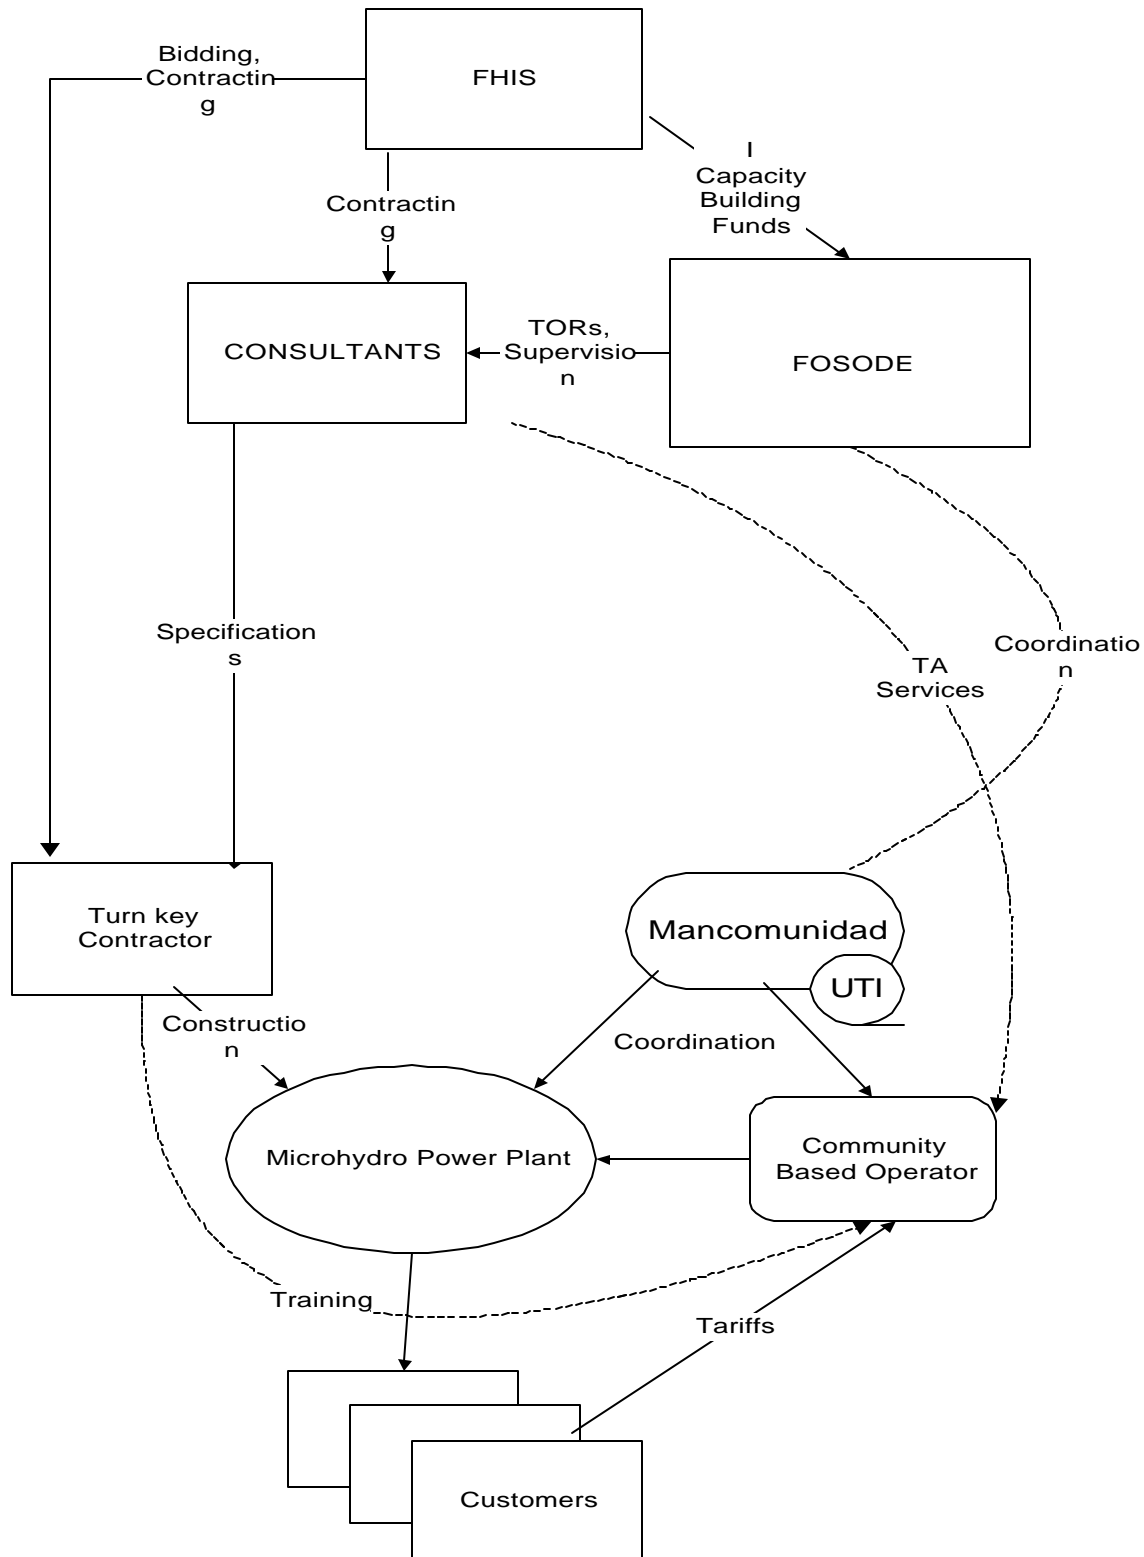 Bidding,
Contractin
g
FHIS
I
Capacity
Building
Funds
Contractin
g
CONSULTANTS
TORs,
Supervisio
n
FOSODE
Specification
s
TA
Services
Coordinatio
n
Turn key
Contractor
Mancomunidad
UTI
Constructio
n
Coordination
Microhydro Power Plant
Community
Based Operator
Training
Tariffs
Customers